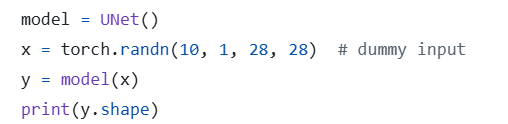 model = UNet()
x = torch.randn(10, 1, 28, 28)  # dummy input
y = model(x)
print(y.shape)